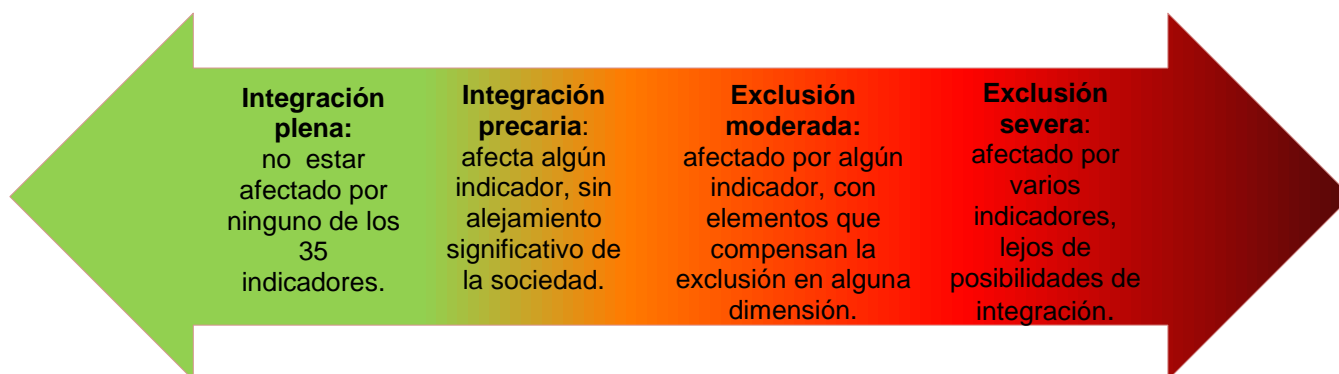 Integración
plena:
no estar
afectado por
ninguno de los
35
indicadores.
Integración
precaria:
afecta algún
indicador, sin
alejamiento
significativo de
la sociedad.
Exclusión
moderada:
afectado por algún
indicador, con
elementos que
compensan la
exclusión en alguna
dimensión.
Exclusión
severa:
afectado por
varios
indicadores,
lejos de
posibilidades de
integración.